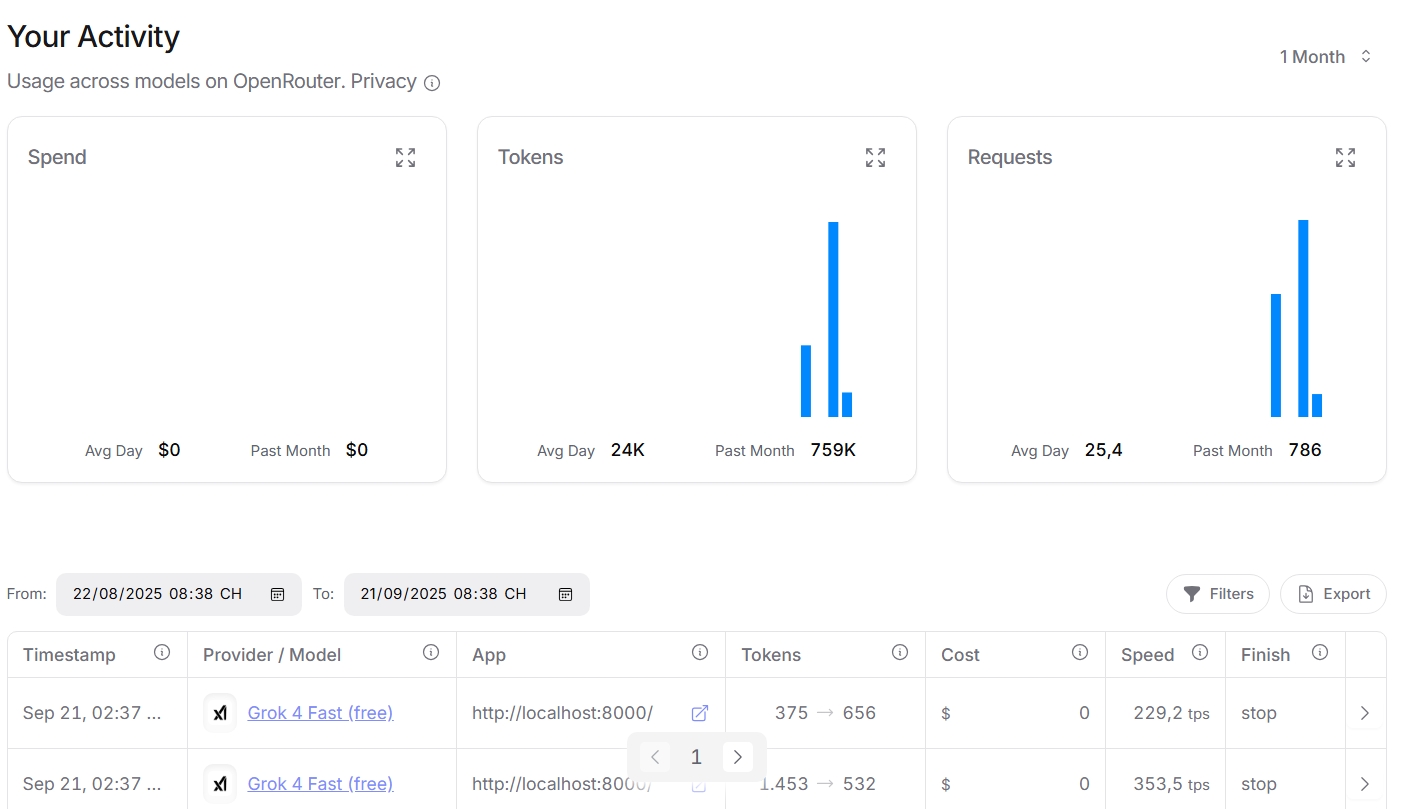 Your Activity
1 Month
Usage across models on OpenRouter. Privacy
Spend
Tokens
Requests
Avg Day $0 Past Month $0
Avg Day 24K Past Month 759K
Avg Day 25,4 Past Month 786
From: 22/08/2025 08:38 CH To: 21/09/2025 08:38 CH
Filters Export
Timestamp Provider / Model App Tokens Cost Speed Finish
Sep 21, 02:37 ... Grok 4 Fast (free) http://localhost:8000/ 375 → 656 $ 0 229,2 tps stop
1
Sep 21, 02:37 ... Grok 4 Fast (free) http://localhost:8000/ 1.453 → 532 $ 0 353,5 tps stop